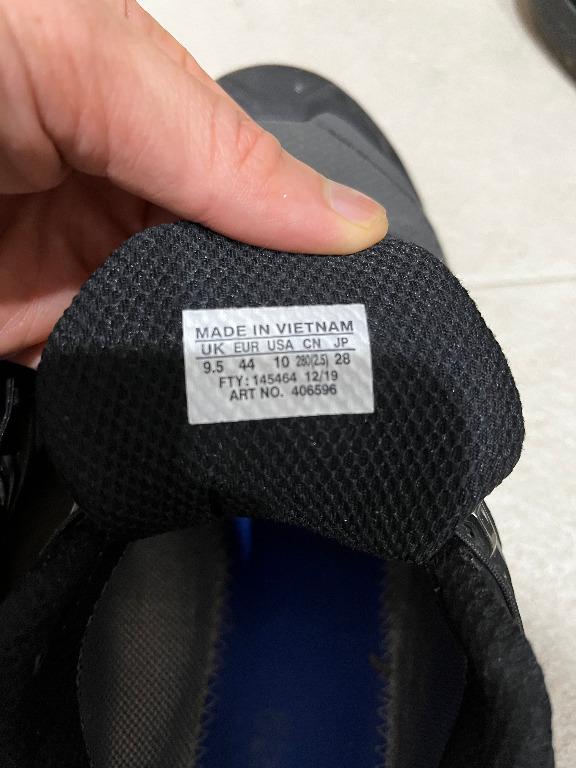 MADE IN VIETNAM
UK EUR USA CN JP
9.5 44 10 280(2.5) 28
FTY: 145464 12/19
ART NO. 406596